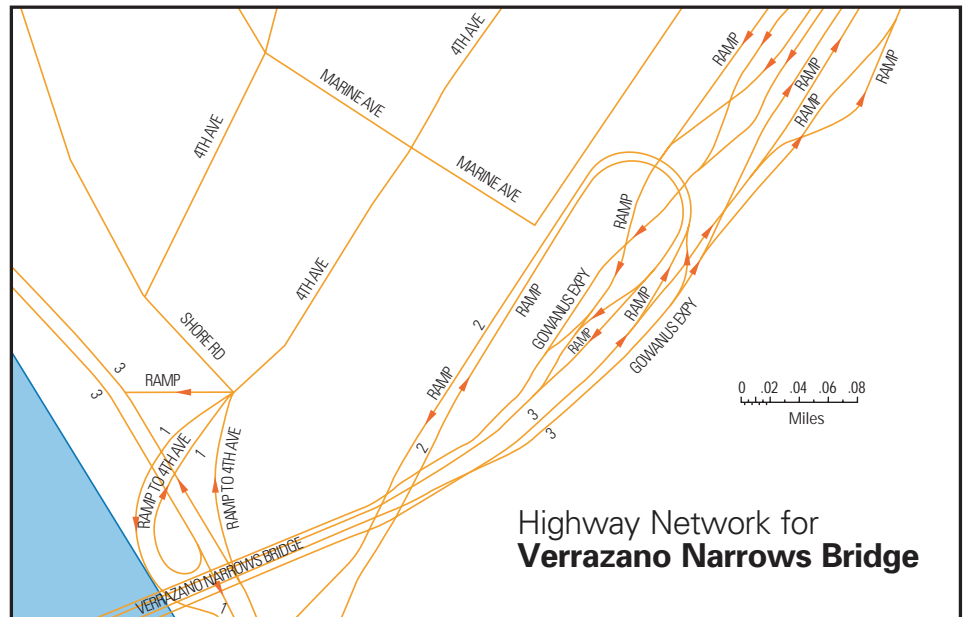 4TH AVE
RAMP
MARINE AVE
RAMP
4TH AVE
RAMP
RAMP
MARINE AVE
RAMP
4TH AVE
GOWANUS EXPY
RAMP
RAMP
SHORE RD
2
RAMP
GOWANUS EXPY
3
RAMP
RAMP
3
0 .02 .04 .06 .08
Miles
1
3
3
RAMP TO 4TH AVE
1
RAMP TO 4TH AVE
2
Highway Network for
Verrazano Narrows Bridge
VERRAZANO NARROWS BRIDGE
1